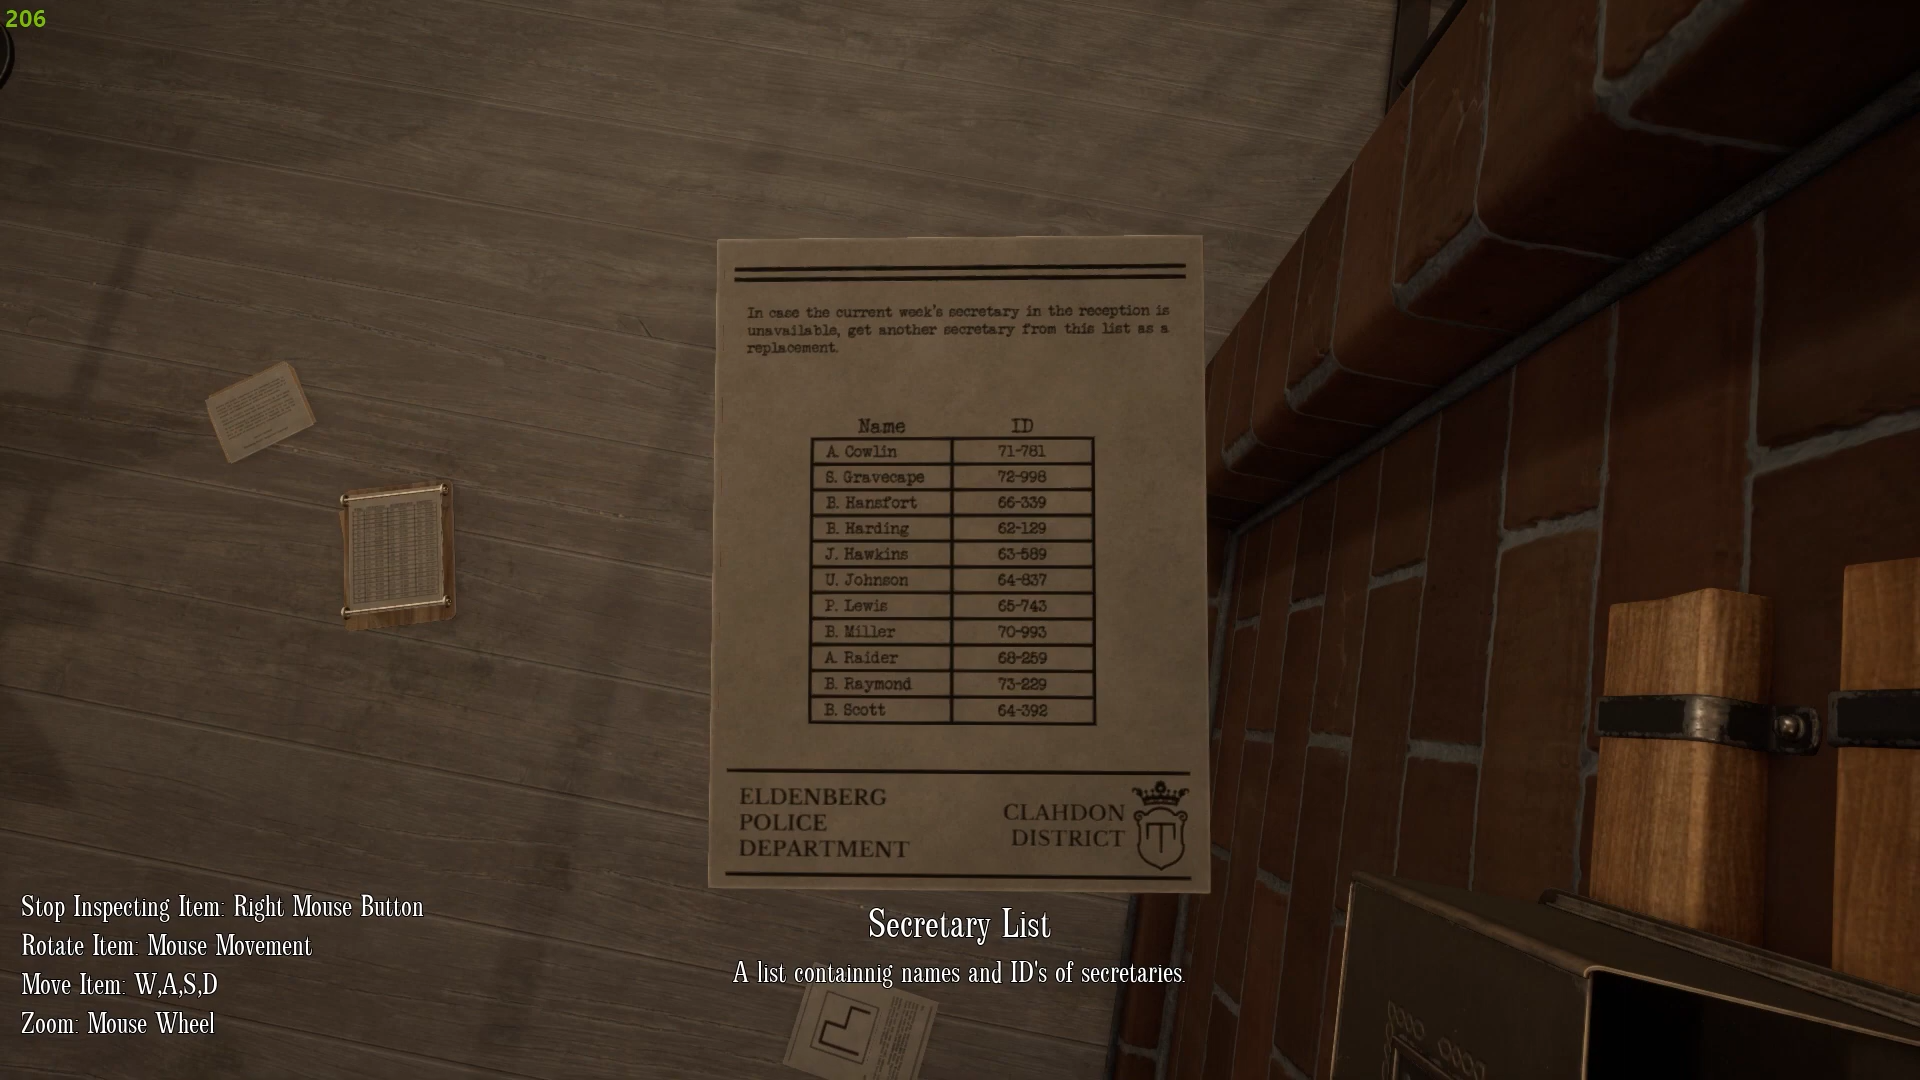 206
In case the current week's secretary in the reception is
unavailable, get another secretary from this list as a
replacement.
Name ID
A. Cowlin 71-781
S. Gravecape 72-998
B. Hansfort 66-339
B. Harding 62-129
J. Hawkins 63-589
U. Johnson 64-837
P. Lewis 65-743
B. Miller 70-993
A. Raider 68-259
B. Raymond 73-229
B. Scott 64-392
ELDENBERG
POLICE
DEPARTMENT
CLAHDON
DISTRICT
T
Secretary List
A list containnig names and ID's of secretaries.
Stop Inspecting Item: Right Mouse Button
Rotate Item: Mouse Movement
Move Item: W,A,S,D
Zoom: Mouse Wheel